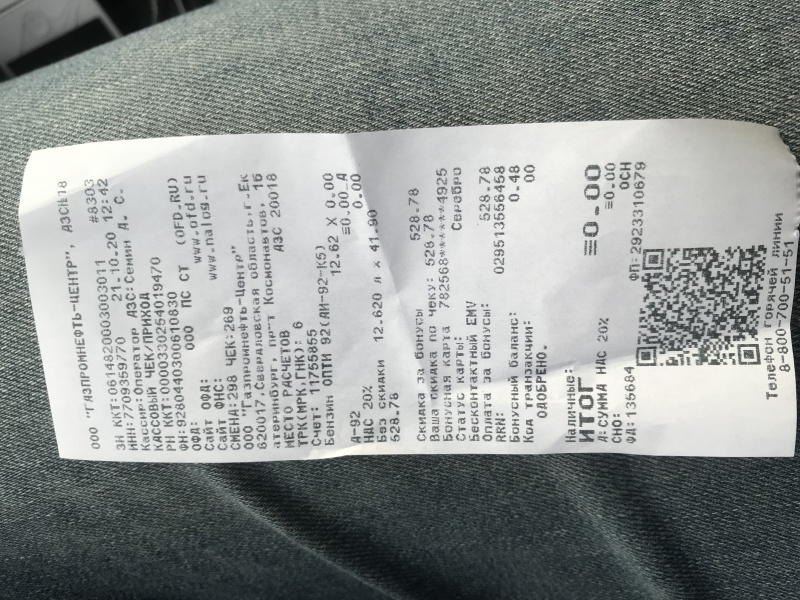 ООО "ГАЗПРОМНЕФТЬ-ЦЕНТР", АЗС№18
ЗН ККТ:0614820003003011 #8303
ИНН:7709359770 21-10-20 12:42
Кассир:Оператор АЗС:Семин Д. С.
КАССОВЫЙ ЧЕК/ПРИХОД
РН ККТ:0000330254019470
ФН:9280440300610830
ОФД: ООО ПС СТ (OFD.RU)
Сайт ОФД: www.ofd.ru
Сайт ФНС: www.nalog.ru
СМЕНА:298 ЧЕК:269
ООО "Газпромнефть-Центр"
620017.Свердловская область,г.Ек
атеринбург, пр-т Космонавтов, 1б
МЕСТО РАСЧЕТОВ АЗС 20018
ТРК(МРК,ГНК): 6
Счет: 11755855
Бензин ОПТИ 92(АИ-92-К5)
12.62 X 0.00
А-92 ≡0.00_А
НДС 20% 0.00
Без скидки 12.620 л x 41.90
528.78
Скидка за бонусы 528.78
Ваша скидка по чеку: 528.78
Бонусная карта 782568******4925
Статус карты: Серебро
Бесконтактный EMV
Оплата за бонусы: 528.78
RRN: 029513556458
Бонусный баланс: 0.48
Код транзакции: 0.00
ОДОБРЕНО.
Наличные: ≡0.00
ИТОГ ≡0.00
А:СУММА НДС 20% ≡0.00
СНО: ОСН
ФД:135684 ФП:2923310679
Телефон горячей линии
8-800-700-51-51